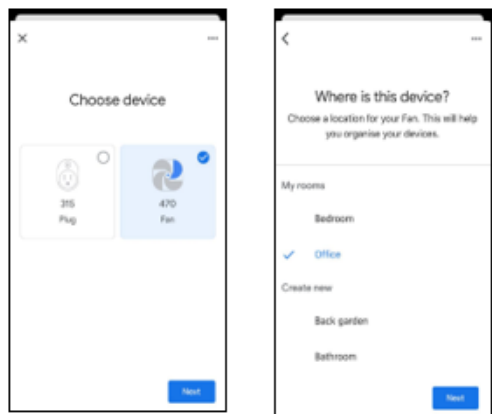 Choose device
315
Plug
470
Fan
Next
Where is this device?
Choose a location for your Fan. This will help
you organise your devices.
My rooms
Bedroom
Office
Create new
Back garden
Bathroom
Next